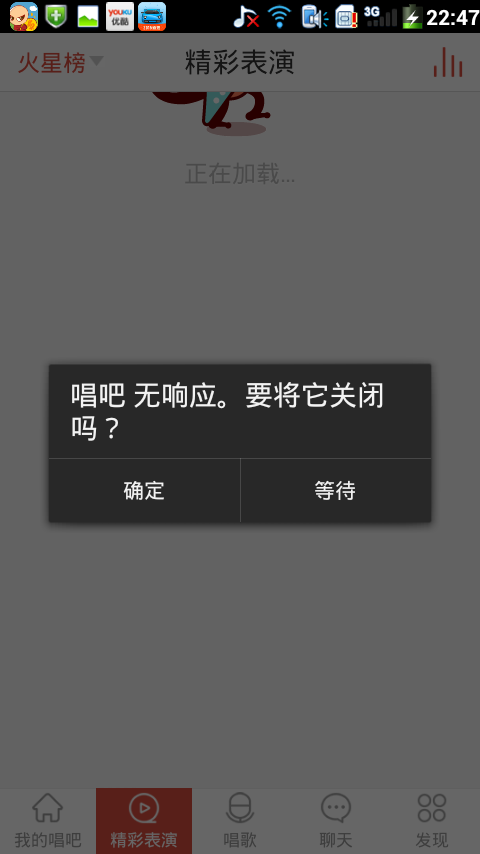 YOUKU
优酷
3G
22:47
火星榜
精彩表演
正在加载...
唱吧 无响应。要将它关闭
吗？
确定
等待
我的唱吧
精彩表演
唱歌
聊天
发现